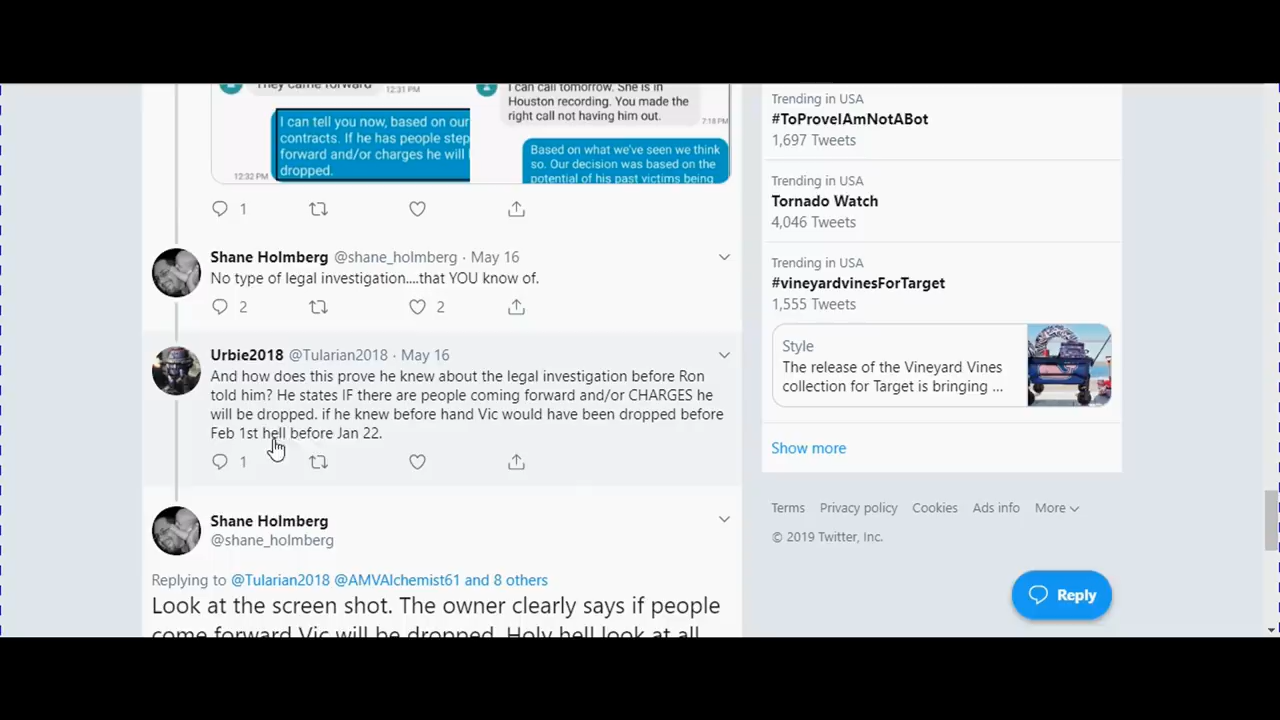 They came forward
12:31 PM
I can tell you now, based on our
contracts. If he has people step
forward and/or charges he will
dropped.
12:32 PM
I can call tomorrow. She is in
Houston recording. You made the
right call not having him out.
7:18 PM
Based on what we've seen we think
so. Our decision was based on the
potential of his past victims being
1
Shane Holmberg @shane_holmberg · May 16
No type of legal investigation....that YOU know of.
2
2
Urbie2018 @Tularian2018 · May 16
And how does this prove he knew about the legal investigation before Ron
told him? He states IF there are people coming forward and/or CHARGES he
will be dropped. if he knew before hand Vic would have been dropped before
Feb 1st hell before Jan 22.
1
Shane Holmberg
@shane_holmberg
Replying to @Tularian2018 @AMVAlchemist61 and 8 others
Look at the screen shot. The owner clearly says if people
come forward Vic will be dropped. Holy hell look at all
Trending in USA
#ToProveIAmNotABot
1,697 Tweets
Trending in USA
Tornado Watch
4,046 Tweets
Trending in USA
#vineyardvinesForTarget
1,555 Tweets
Style
The release of the Vineyard Vines
collection for Target is bringing ...
Show more
Terms Privacy policy Cookies Ads info More
© 2019 Twitter, Inc.
Reply